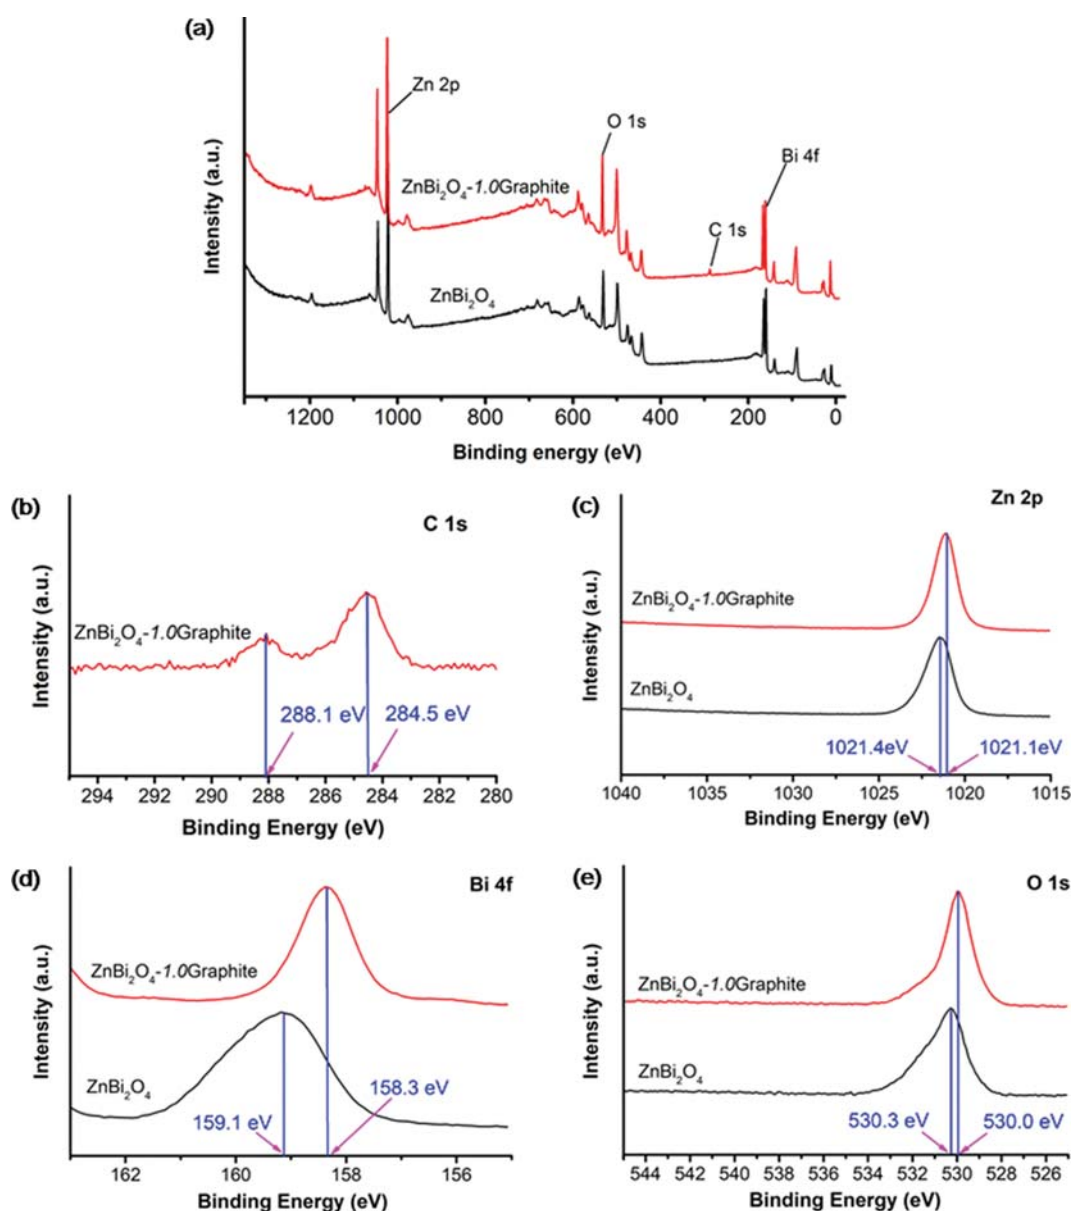 (a)
Zn 2p
O 1s
Bi 4f
ZnBi₂O₄-1.0Graphite
C 1s
ZnBi₂O₄
Intensity (a.u.)
1200 1000 800 600 400 200 0
Binding energy (eV)
(b)
C 1s
ZnBi₂O₄-1.0Graphite
288.1 eV 284.5 eV
Intensity (a.u.)
294 292 290 288 286 284 282 280
Binding Energy (eV)
(c)
Zn 2p
ZnBi₂O₄-1.0Graphite
ZnBi₂O₄
1021.4eV 1021.1eV
Intensity (a.u.)
1040 1035 1030 1025 1020 1015
Binding Energy (eV)
(d)
Bi 4f
ZnBi₂O₄-1.0Graphite
ZnBi₂O₄
158.3 eV
159.1 eV
Intensity (a.u.)
162 160 158 156
Binding Energy (eV)
(e)
O 1s
ZnBi₂O₄-1.0Graphite
ZnBi₂O₄
530.3 eV 530.0 eV
Intensity (a.u.)
544 542 540 538 536 534 532 530 528 526
Binding Energy (eV)